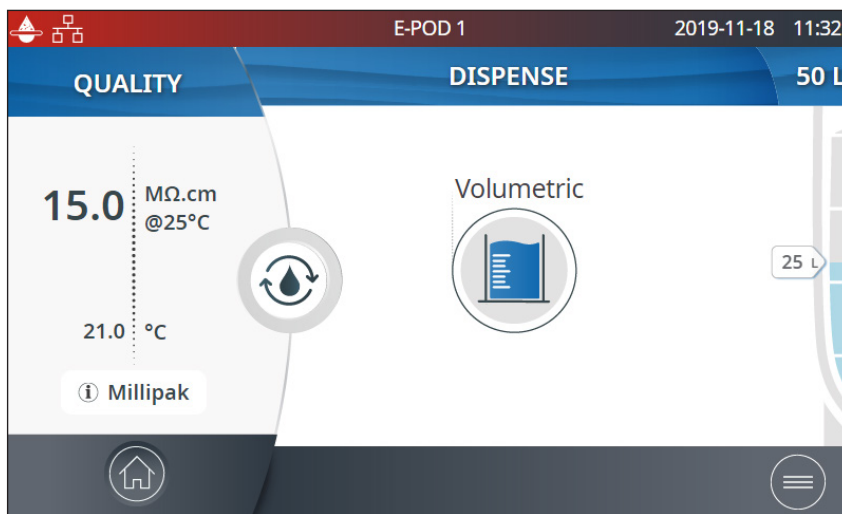 E-POD 1
2019-11-18 11:32
QUALITY
DISPENSE
50 L
15.0 MΩ.cm
@25°C
21.0 °C
i Millipak
Volumetric
25 L